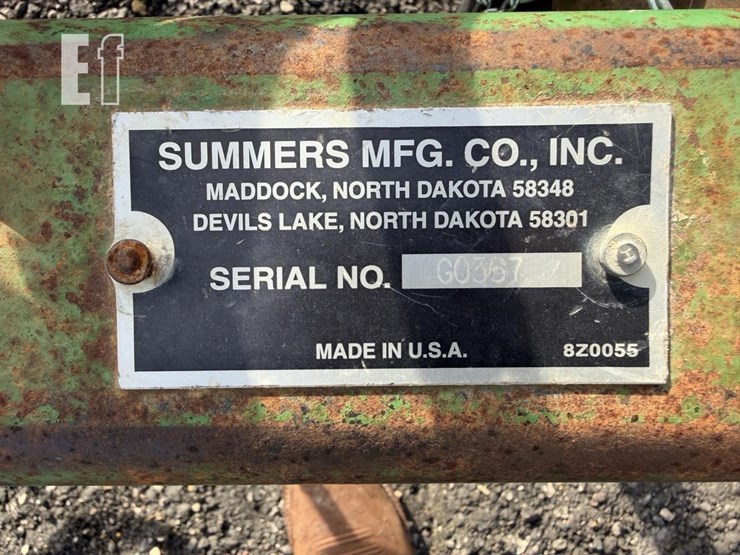 Ef
SUMMERS MFG. CO., INC.
MADDOCK, NORTH DAKOTA 58348
DEVILS LAKE, NORTH DAKOTA 58301
SERIAL NO. G0367
MADE IN U.S.A. 8Z0055